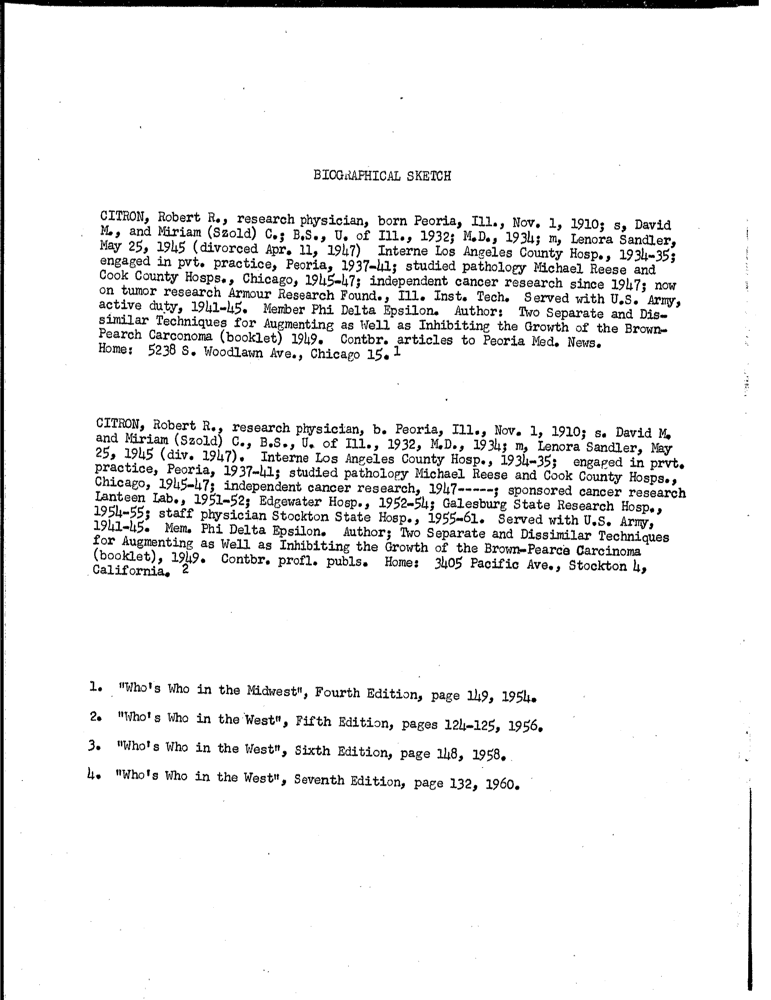 BIOGRAPHICAL SKETCH
CITRON, Robert R., research physician, born Peoria, Ill., Nov. 1, 1910; s, David
M., and Miriam (Szold) C.; B.S., U. of Ill., 1932; M.D., 1934; m, Lenora Sandler,
May 25, 1945 (divorced Apr. 11, 1947) Interne Los Angeles County Hosp., 1934-35;
engaged in pvt. practice, Peoria, 1937-41; studied pathology Michael Reese and
Cook County Hosps., Chicago, 1945-47; independent cancer research since 1947; now
on tumor research Armour Research Found., Ill. Inst. Tech. Served with U.S. Army,
active duty, 1941-45. Member Phi Delta Epsilon. Author: Two Separate and Dis-
similar Techniques for Augmenting as Well as Inhibiting the Growth of the Brown-
Pearch Carconoma (booklet) 1949. Contbr. articles to Peoria Med. News.
Home: 5238 S. Woodlawn Ave., Chicago 15. 1
CITRON, Robert R., research physician, b. Peoria, Ill., Nov. 1, 1910; s. David M.
and Miriam (Szold) C., B.S., U. of Ill., 1932, M.D., 1934; m, Lenora Sandler, May
25, 1945 (div. 1947). Interne Los Angeles County Hosp., 1934-35; engaged in prvt.
practice, Peoria, 1937-41; studied pathology Michael Reese and Cook County Hosps.,
Chicago, 1945-47; independent cancer research, 1947-----; sponsored cancer research
Lanteen Lab., 1951-52; Edgewater Hosp., 1952-54; Galesburg State Research Hosp.,
1954-55; staff physician Stockton State Hosp., 1955-61. Served with U.S. Army,
1941-45. Mem. Phi Delta Epsilon. Author; Two Separate and Dissimilar Techniques
for Augmenting as Well as Inhibiting the Growth of the Brown-Pearce Carcinoma
(booklet), 1949. Contbr. profl. publs. Home: 3405 Pacific Ave., Stockton 4,
California. 2
1. "Who's Who in the Midwest", Fourth Edition, page 149, 1954.
2. "Who's Who in the West", Fifth Edition, pages 124-125, 1956.
3. "Who's Who in the West", Sixth Edition, page 148, 1958.
4. "Who's Who in the West", Seventh Edition, page 132, 1960.